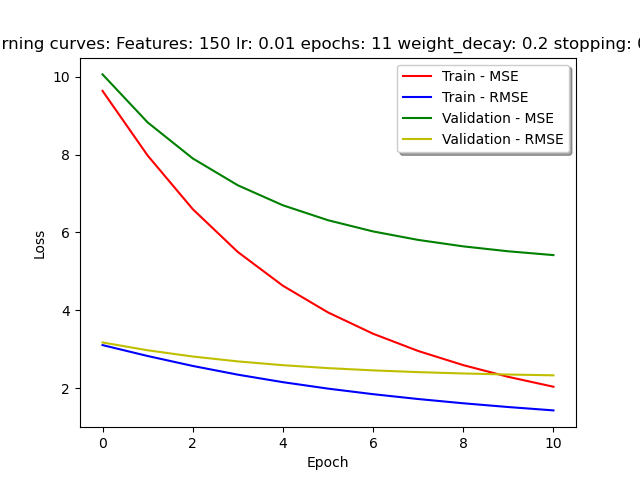 rning curves: Features: 150 lr: 0.01 epochs: 11 weight_decay: 0.2 stopping:
Train - MSE
Train - RMSE
Validation - MSE
Validation - RMSE
10
8
6
4
2
Loss
0 2 4 6 8 10
Epoch